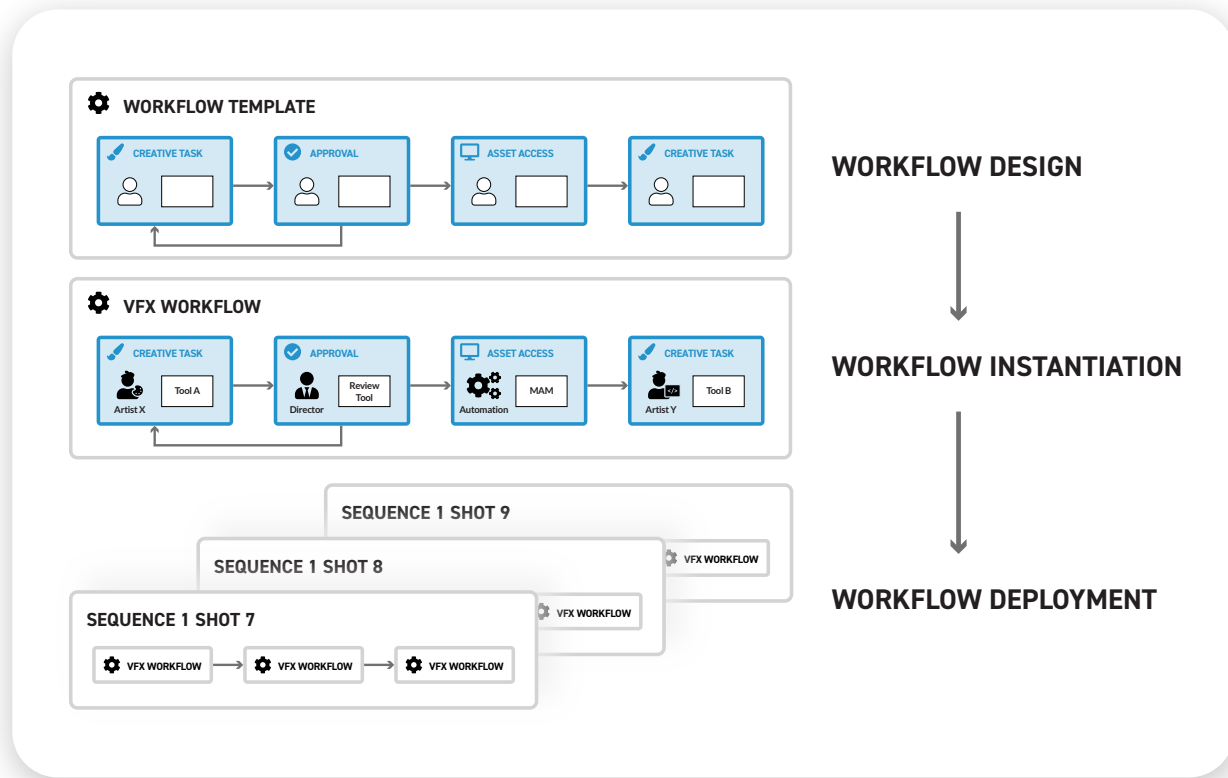 WORKFLOW TEMPLATE
CREATIVE TASK
APPROVAL
ASSET ACCESS
CREATIVE TASK
WORKFLOW DESIGN
VFX WORKFLOW
CREATIVE TASK
Artist X
Tool A
APPROVAL
Director
Review
Tool
ASSET ACCESS
Automation
MAM
CREATIVE TASK
</>
Artist Y
Tool B
WORKFLOW INSTANTIATION
SEQUENCE 1 SHOT 9
VFX WORKFLOW
SEQUENCE 1 SHOT 8
VFX WORKFLOW
SEQUENCE 1 SHOT 7
VFX WORKFLOW
VFX WORKFLOW
VFX WORKFLOW
WORKFLOW DEPLOYMENT